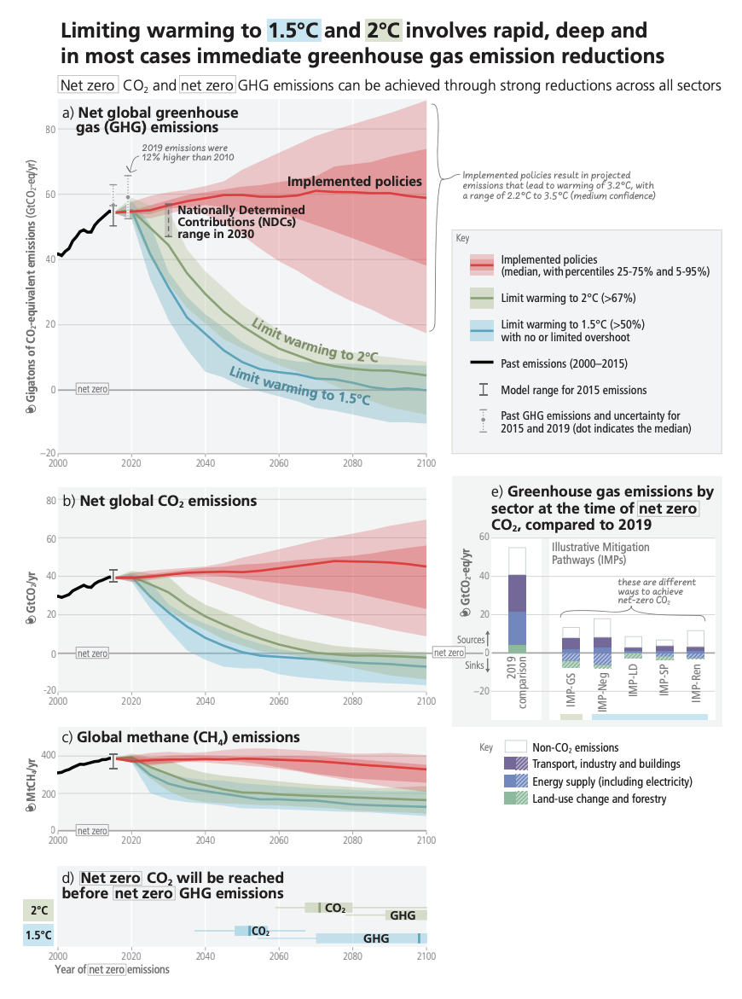 Limiting warming to 1.5°C and 2°C involves rapid, deep and
in most cases immediate greenhouse gas emission reductions
Net zero CO₂ and net zero GHG emissions can be achieved through strong reductions across all sectors
a) Net global greenhouse
gas (GHG) emissions
Gigatons of CO₂-equivalent emissions (GtCO₂-eq/yr)
80
60
40
20
0
−20
2019 emissions were
12% higher than 2010
Implemented policies
Nationally Determined
Contributions (NDCs)
range in 2030
Limit warming to 2°C
Limit warming to 1.5°C
net zero
2000 2020 2040 2060 2080 2100
Implemented policies result in projected
emissions that lead to warming of 3.2°C, with
a range of 2.2°C to 3.5°C (medium confidence)
Key
Implemented policies
(median, with percentiles 25-75% and 5-95%)
Limit warming to 2°C (>67%)
Limit warming to 1.5°C (>50%)
with no or limited overshoot
Past emissions (2000–2015)
Model range for 2015 emissions
Past GHG emissions and uncertainty for
2015 and 2019 (dot indicates the median)
b) Net global CO₂ emissions
GtCO₂/yr
80
60
40
20
0
−20
net zero
2000 2020 2040 2060 2080 2100
c) Global methane (CH₄) emissions
MtCH₄/yr
400
200
0
net zero
2000 2020 2040 2060 2080 2100
d) Net zero CO₂ will be reached
before net zero GHG emissions
2°C
CO₂
GHG
1.5°C
CO₂
GHG
2000 2020 2040 2060 2080 2100
Year of net zero emissions
e) Greenhouse gas emissions by
sector at the time of net zero
CO₂, compared to 2019
GtCO₂-eq/yr
60
40
20
0
−20
Sources
Sinks
net zero
Illustrative Mitigation
Pathways (IMPs)
these are different
ways to achieve
net-zero CO₂
2019
comparison
IMP-GS
IMP-Neg
IMP-LD
IMP-SP
IMP-Ren
Key
Non-CO₂ emissions
Transport, industry and buildings
Energy supply (including electricity)
Land-use change and forestry